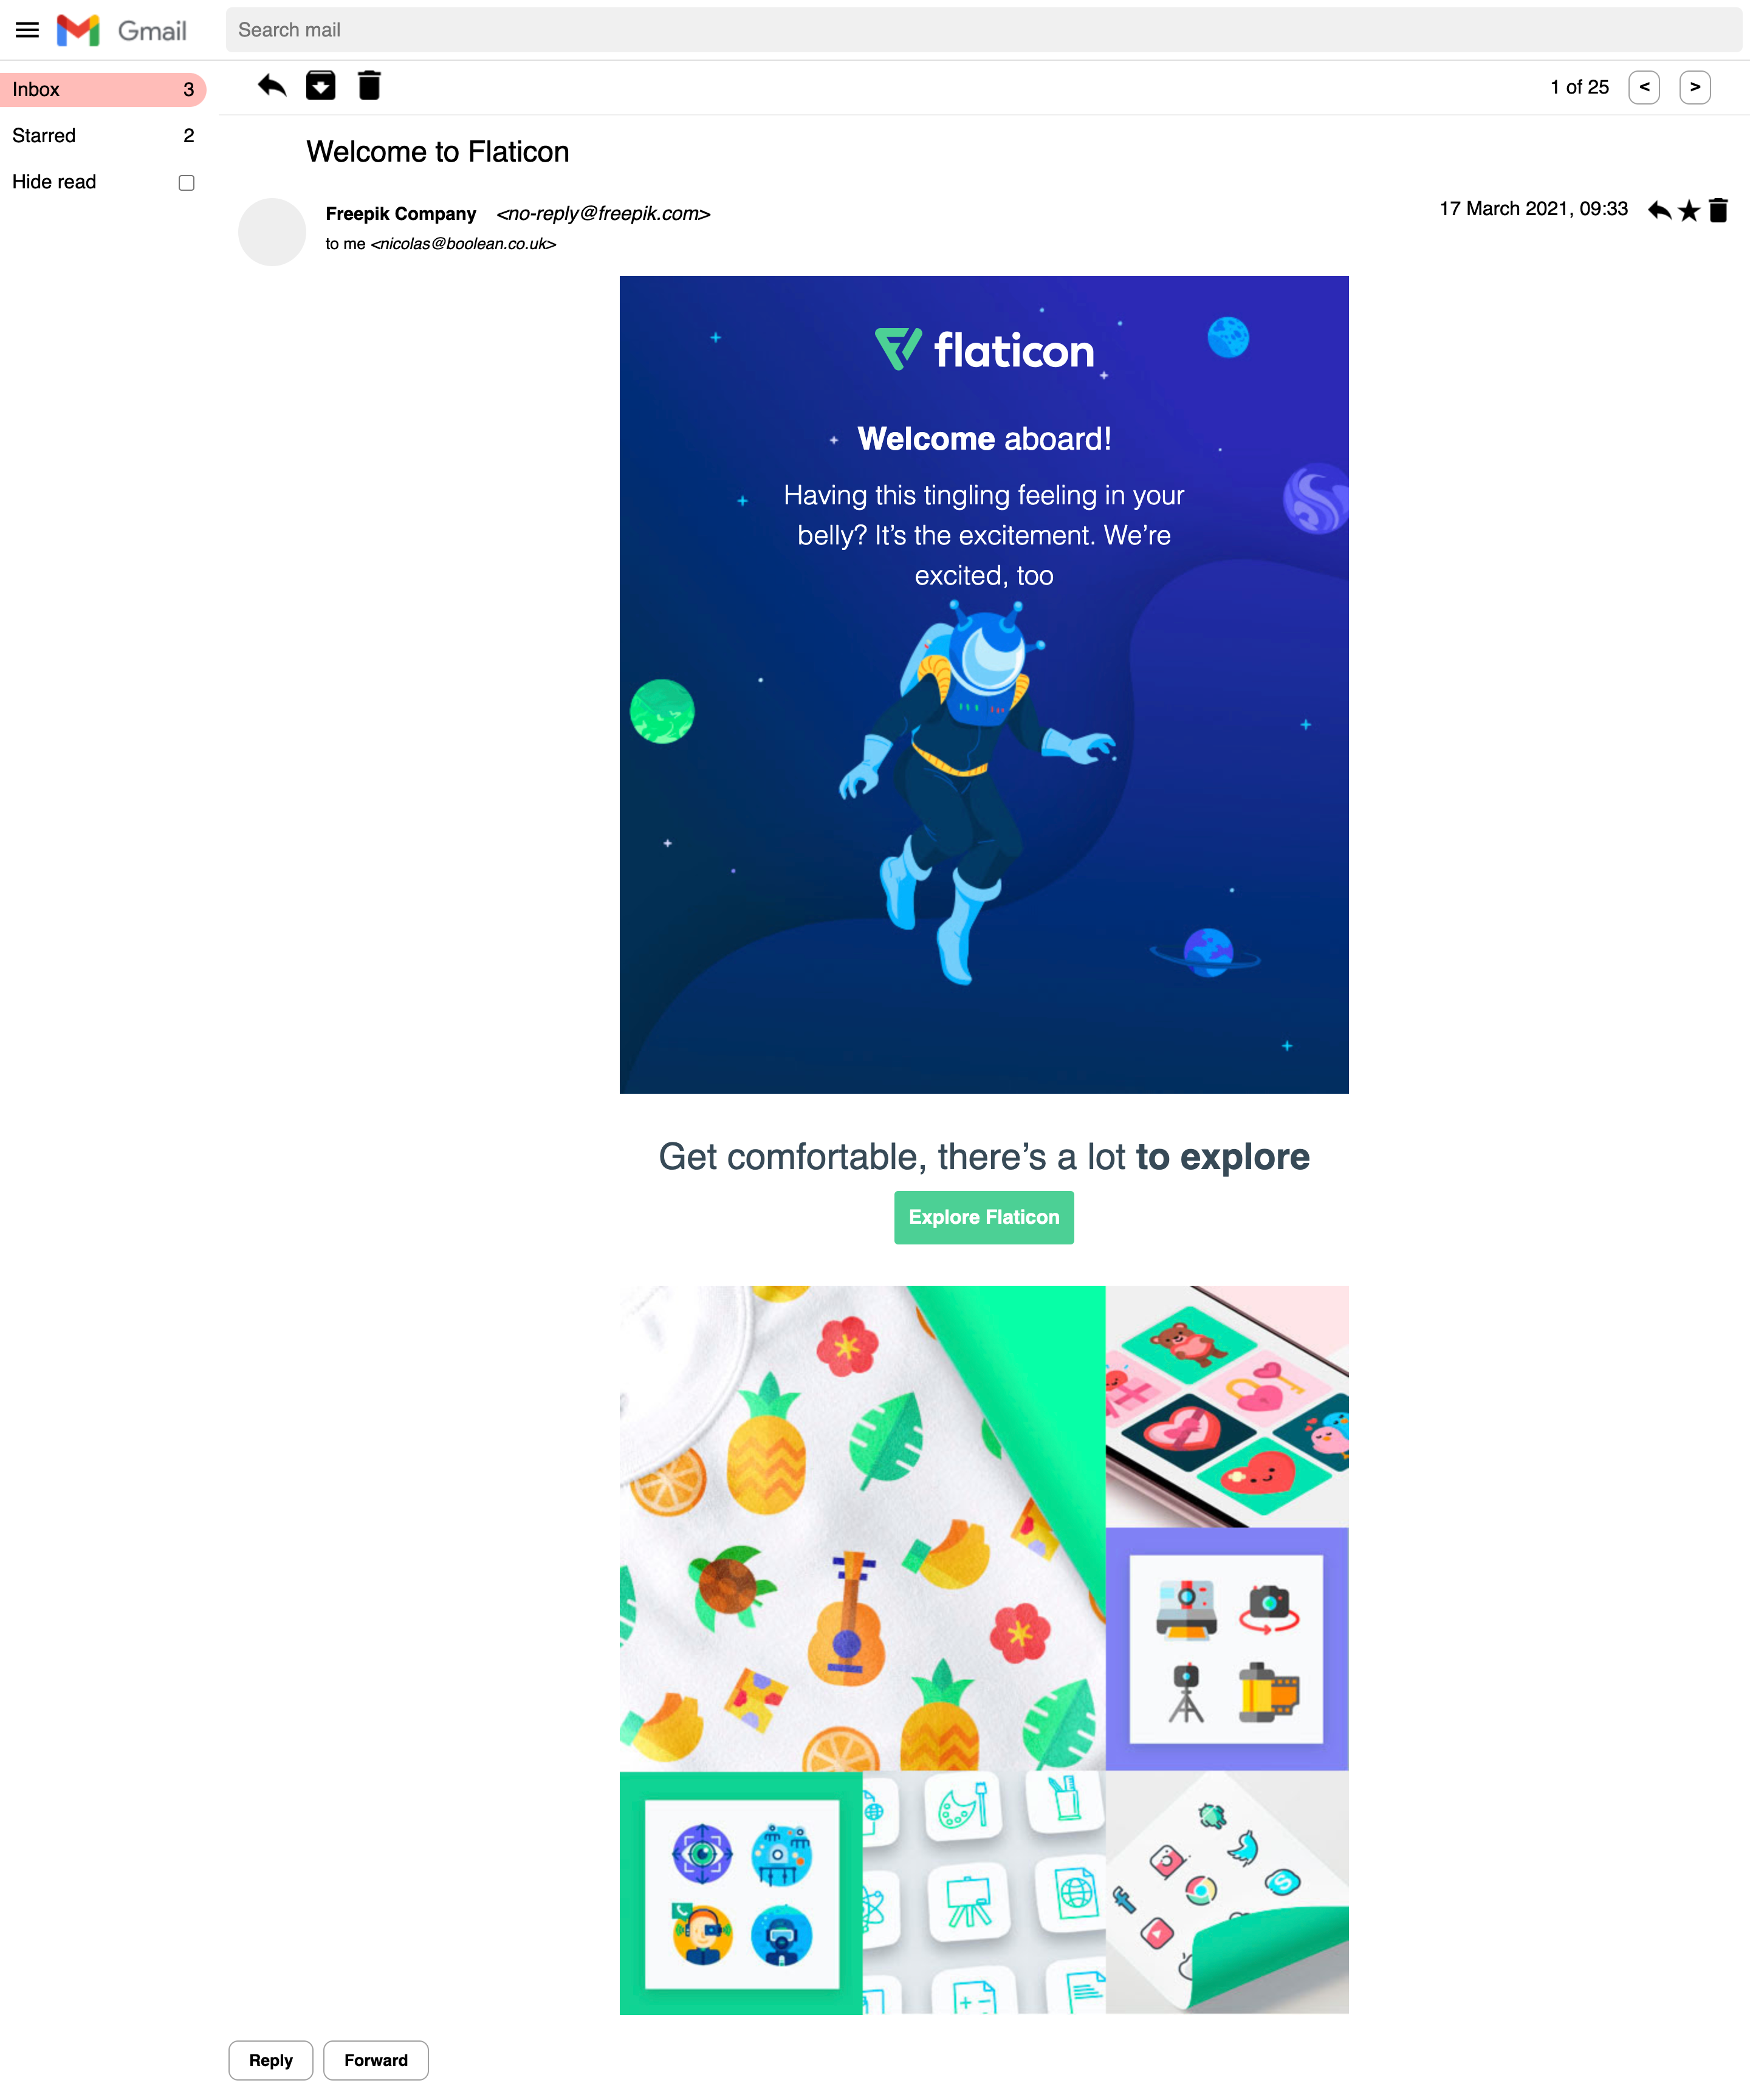 Gmail
Search mail
Inbox 3
Starred 2
Hide read
1 of 25 < >
Welcome to Flaticon
Freepik Company <no-reply@freepik.com>
17 March 2021, 09:33
to me <nicolas@boolean.co.uk>
flaticon
Welcome aboard!
Having this tingling feeling in your
belly? It’s the excitement. We’re
excited, too
Get comfortable, there’s a lot to explore
Explore Flaticon
Reply Forward